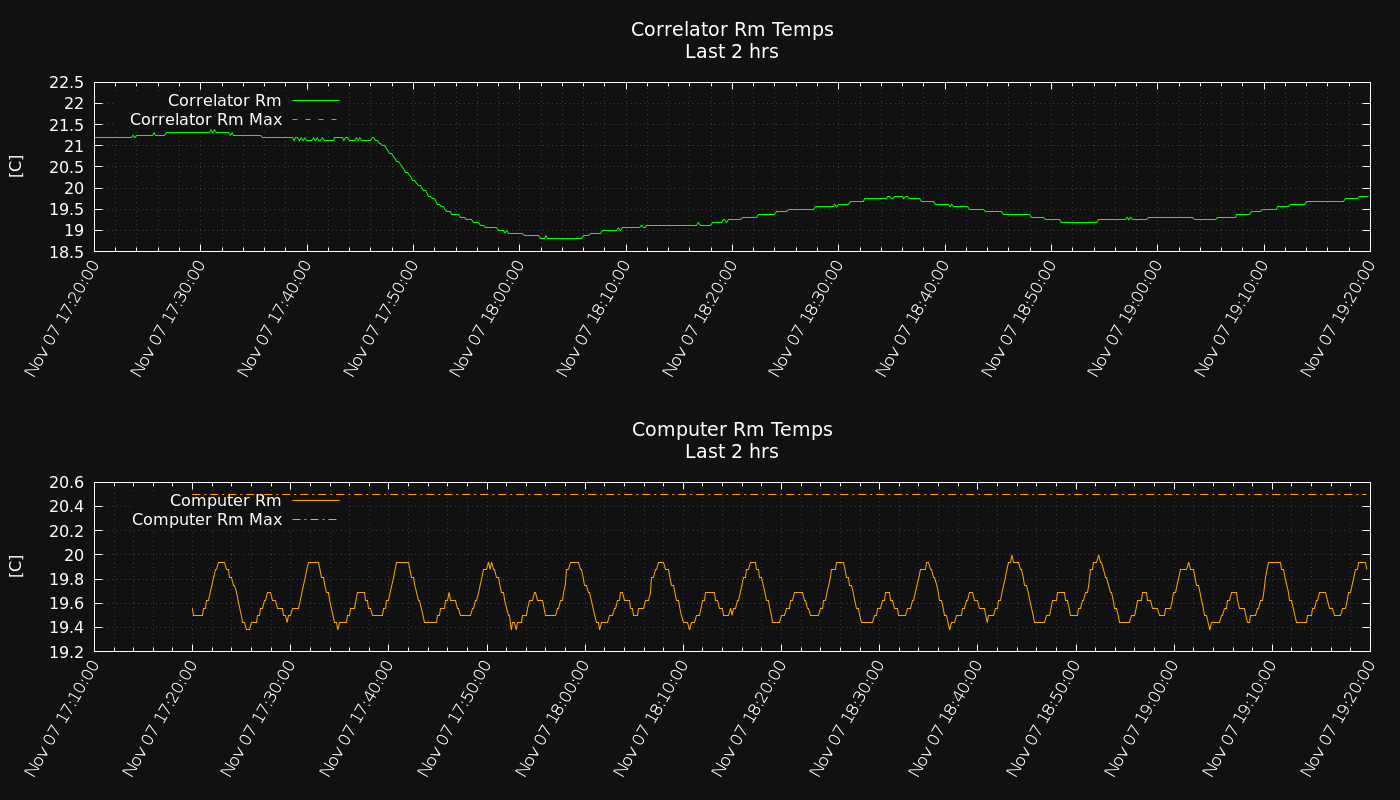 Correlator Rm Temps
Last 2 hrs
22.5
22
21.5
21
20.5
20
19.5
19
18.5
[C]
Correlator Rm
Correlator Rm Max
Nov 07 17:20:00
Nov 07 17:30:00
Nov 07 17:40:00
Nov 07 17:50:00
Nov 07 18:00:00
Nov 07 18:10:00
Nov 07 18:20:00
Nov 07 18:30:00
Nov 07 18:40:00
Nov 07 18:50:00
Nov 07 19:00:00
Nov 07 19:10:00
Nov 07 19:20:00
Computer Rm Temps
Last 2 hrs
20.6
20.4
20.2
20
19.8
19.6
19.4
19.2
[C]
Computer Rm
Computer Rm Max
Nov 07 17:10:00
Nov 07 17:20:00
Nov 07 17:30:00
Nov 07 17:40:00
Nov 07 17:50:00
Nov 07 18:00:00
Nov 07 18:10:00
Nov 07 18:20:00
Nov 07 18:30:00
Nov 07 18:40:00
Nov 07 18:50:00
Nov 07 19:00:00
Nov 07 19:10:00
Nov 07 19:20:00